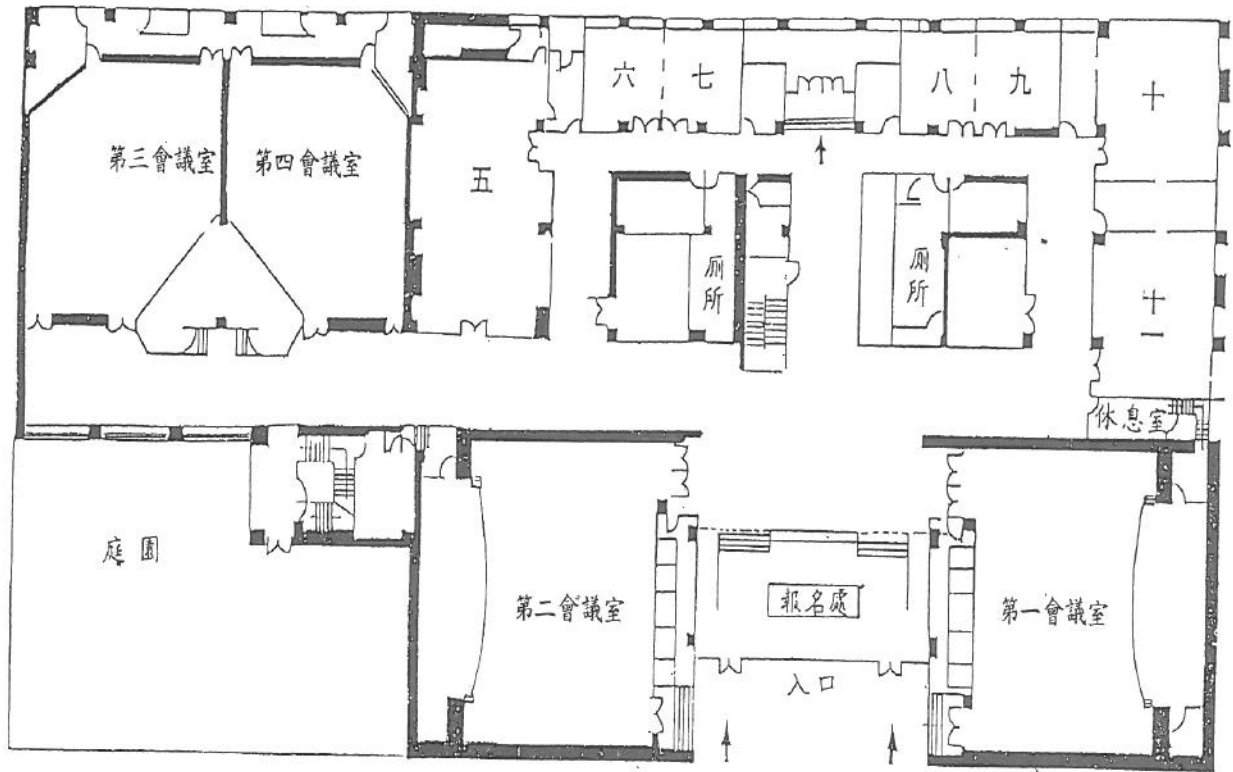 六
七
八
九
十
第三會議室
第四會議室
五
厠所
厠所
十一
休息室
庭園
第二會議室
報名處
第一會議室
入口